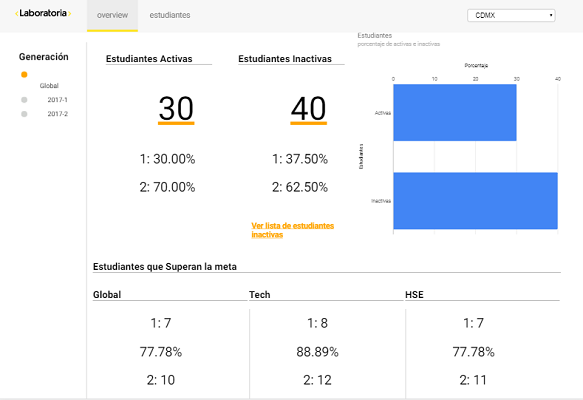 Laboratoria
overview
estudiantes
CDMX
Generación
Global
2017-1
2017-2
Estudiantes Activas
30
1: 30.00%
2: 70.00%
Estudiantes Inactivas
40
1: 37.50%
2: 62.50%
Ver lista de estudiantes
inactivas
Estudiantes
porcentaje de activas e inactivas
Porcentaje
0 10 20 30 40
Estudiantes
Activas
Inactivas
Estudiantes que Superan la meta
Global
1: 7
77.78%
2: 10
Tech
1: 8
88.89%
2: 12
HSE
1: 7
77.78%
2: 11